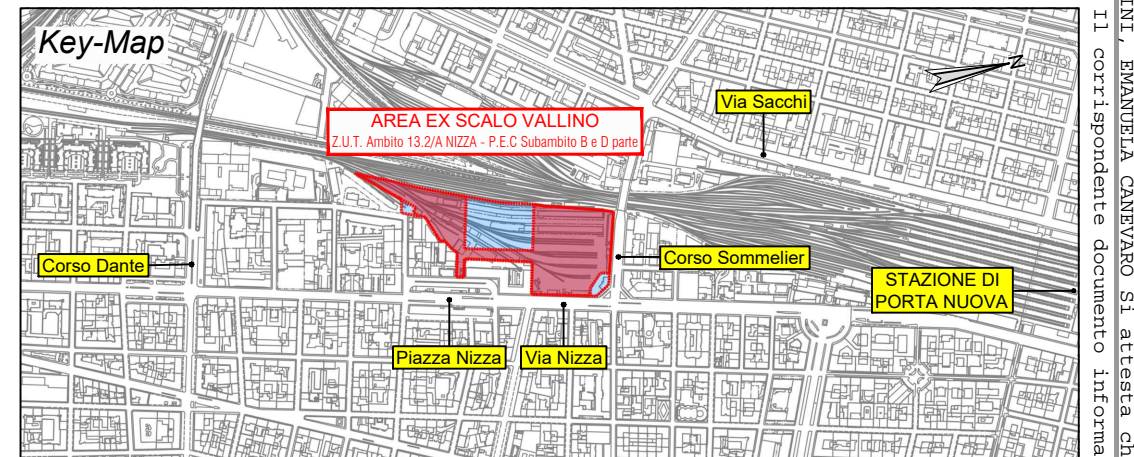 Key-Map
AREA EX SCALO VALLINO
Z.U.T. Ambito 13.2/A NIZZA - P.E.C Subambito B e D parte
Via Sacchi
N
Corso Dante
Corso Sommelier
STAZIONE DI
PORTA NUOVA
Piazza Nizza
Via Nizza
INI, EMANUELA CANEVARO Si attesta ch
Il corrispondente documento informa